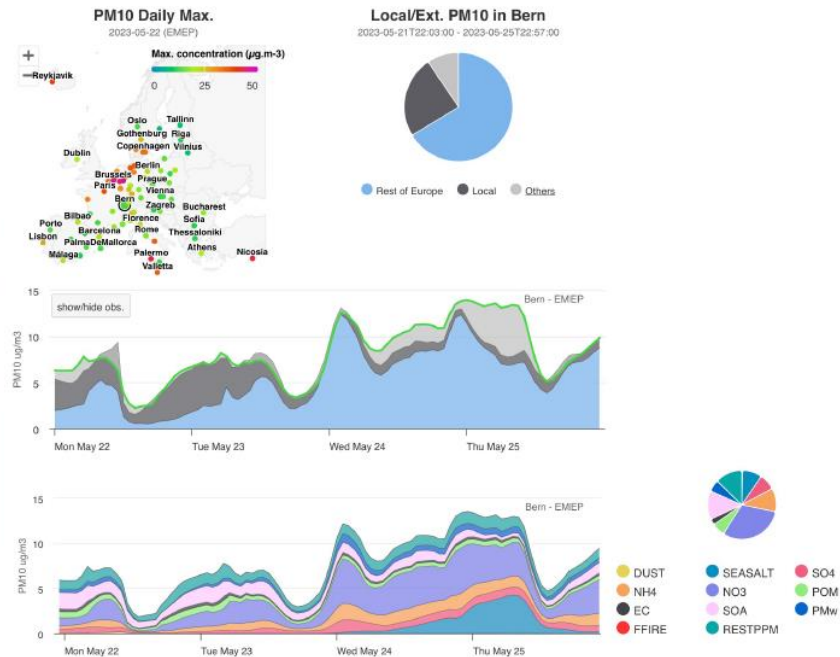 PM10 Daily Max.
2023-05-22 (EMEP)
Max. concentration (µg.m-3)
0 25 50
+
−
Reykjavik
Oslo
Tallinn
Gothenburg
Riga
Copenhagen
Vilnius
Dublin
Berlin
Brussels
Prague
Paris
Vienna
Bern
Zagreb
Bucharest
Bilbao
Florence
Sofia
Porto
Barcelona
Rome
Thessaloniki
Lisbon
PalmaDeMallorca
Athens
Málaga
Palermo
Nicosia
Valletta
Local/Ext. PM10 in Bern
2023-05-21T22:03:00 - 2023-05-25T22:57:00
Rest of Europe
Local
Others
show/hide obs.
Bern - EMEP
PM10 ug/m3
15
10
5
0
Mon May 22
Tue May 23
Wed May 24
Thu May 25
Bern - EMEP
PM10 ug/m3
15
10
5
0
Mon May 22
Tue May 23
Wed May 24
Thu May 25
DUST
SEASALT
SO4
NH4
NO3
POM
EC
SOA
PMw
FFIRE
RESTPPM